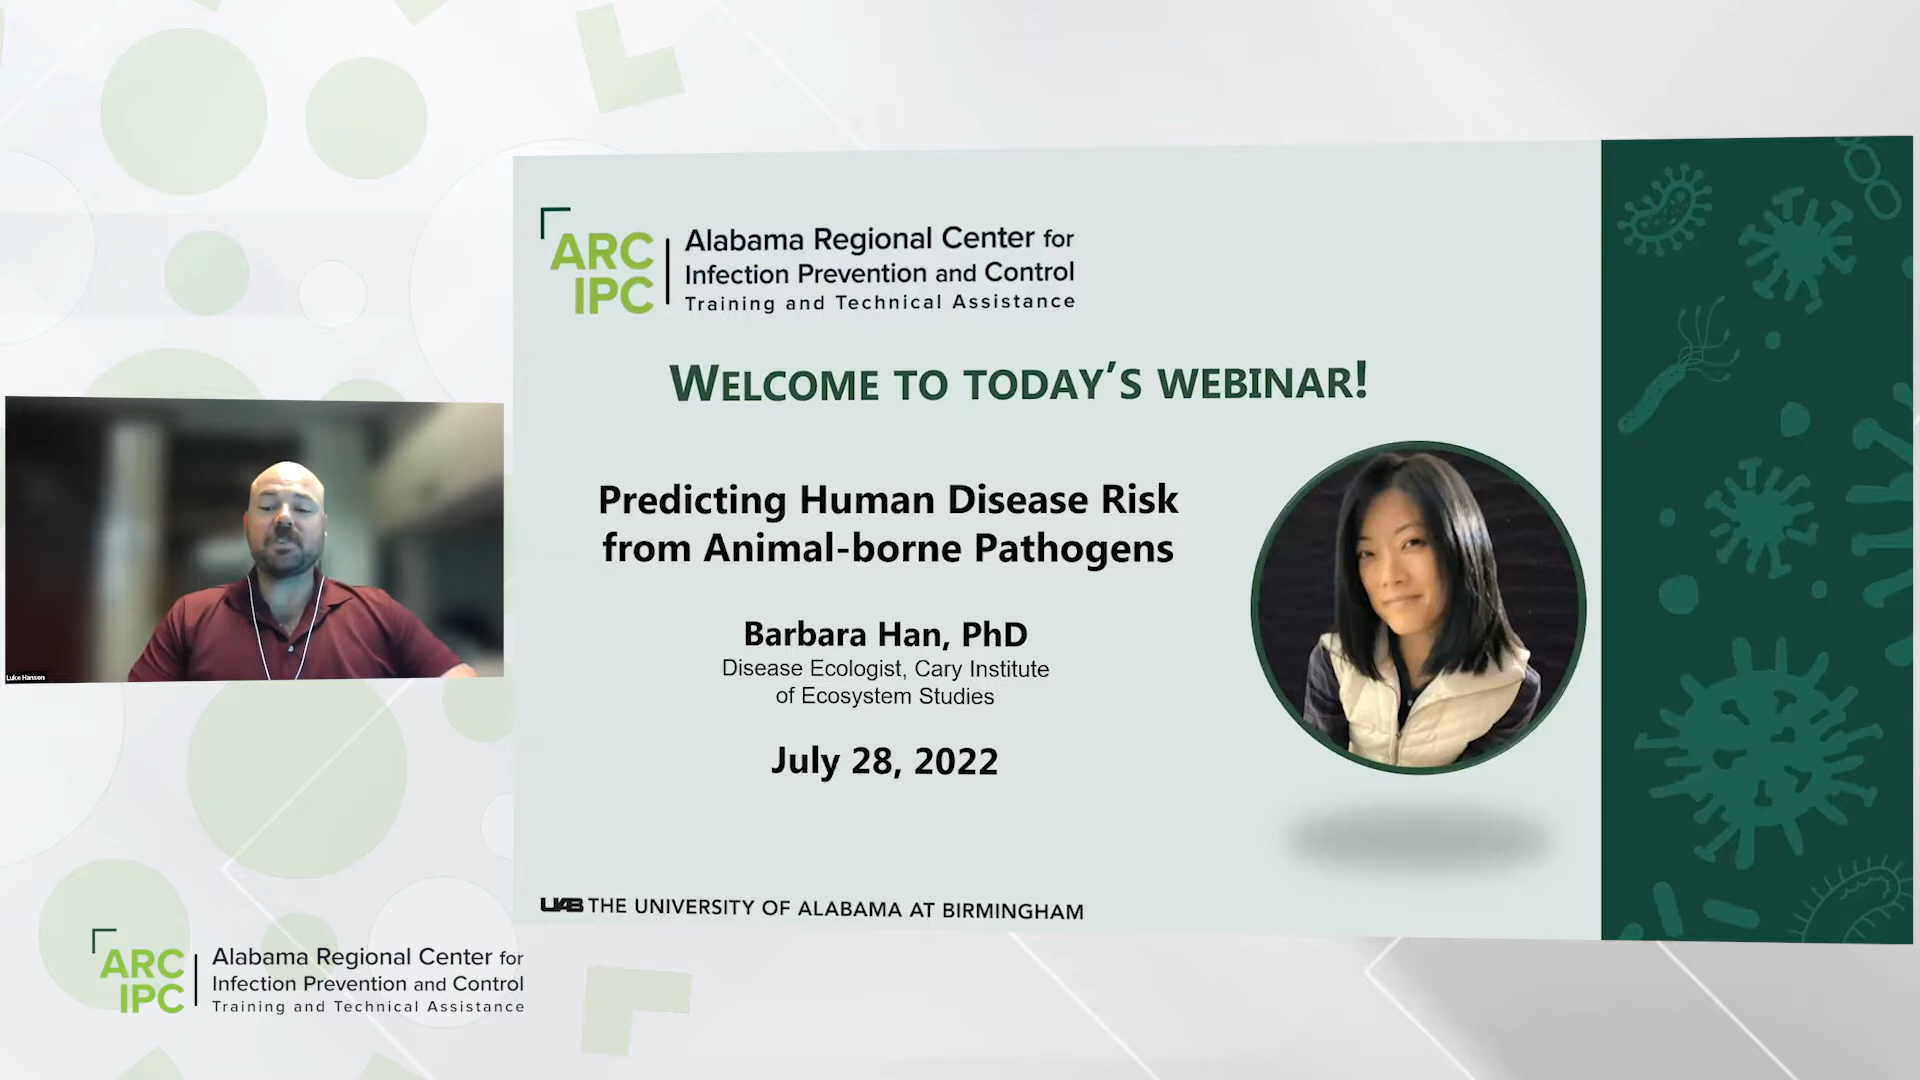 ARC
IPC
Alabama Regional Center for
Infection Prevention and Control
Training and Technical Assistance
WELCOME TO TODAY'S WEBINAR!
Predicting Human Disease Risk
from Animal-borne Pathogens
Barbara Han, PhD
Disease Ecologist, Cary Institute
of Ecosystem Studies
July 28, 2022
UAB THE UNIVERSITY OF ALABAMA AT BIRMINGHAM
Luke Hanson
ARC
IPC
Alabama Regional Center for
Infection Prevention and Control
Training and Technical Assistance